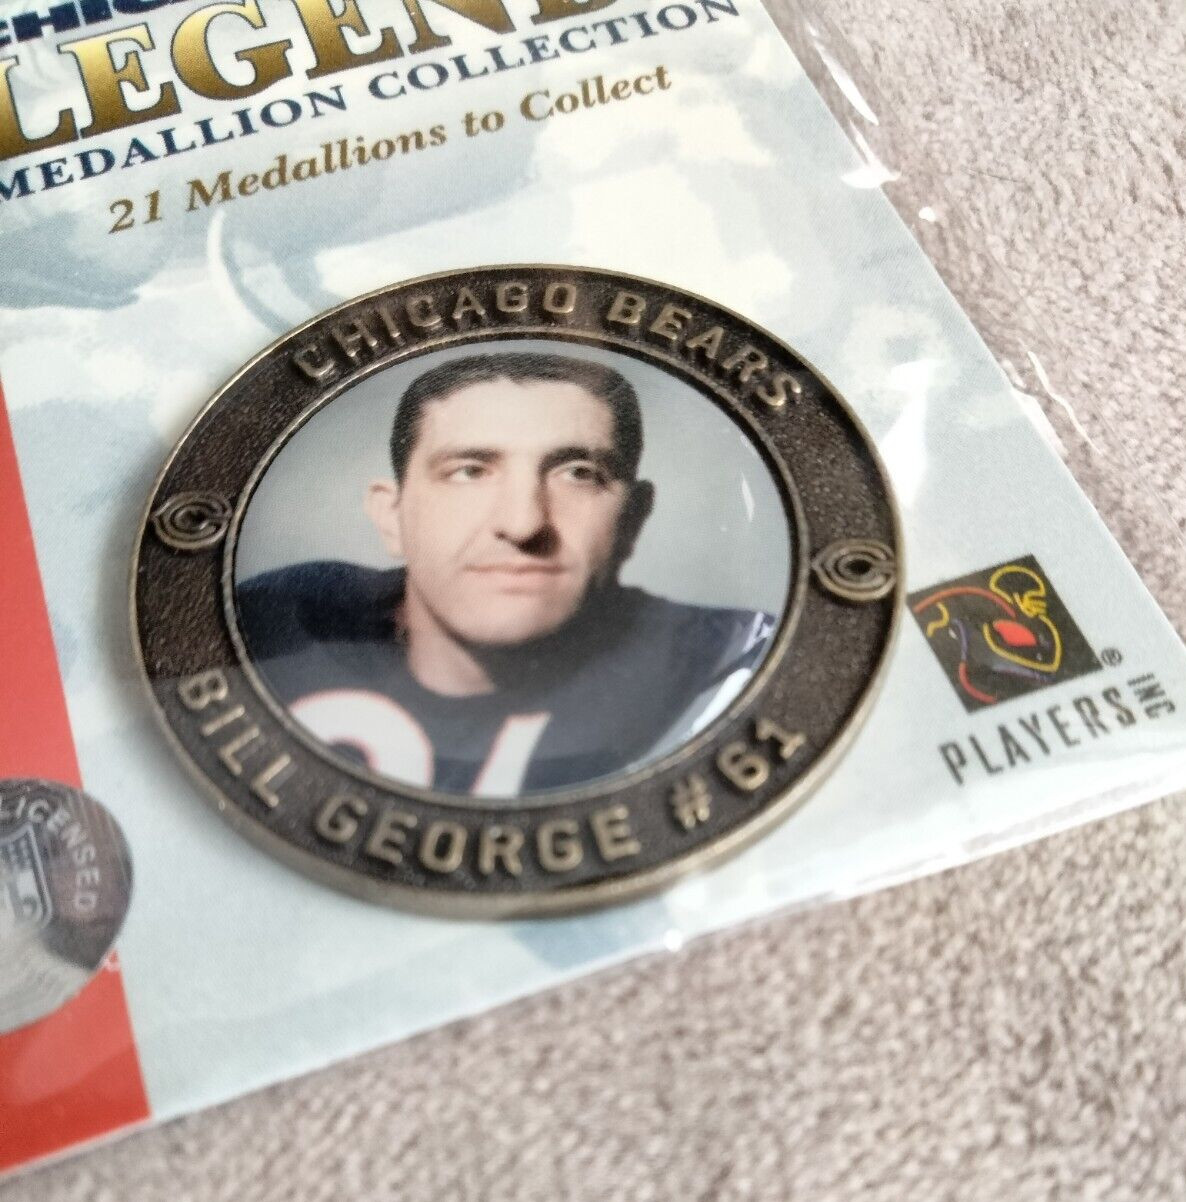 LEGEND
MEDALLION COLLECTION
21 Medallions to Collect
CHICAGO BEARS
BILL GEORGE #61
PLAYERS INC
®
LICENSED